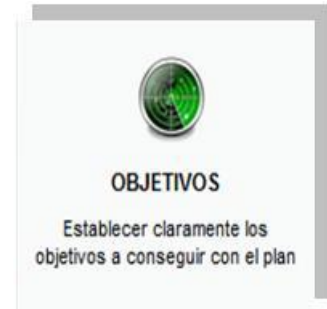 OBJETIVOS
Establecer claramente los
objetivos a conseguir con el plan